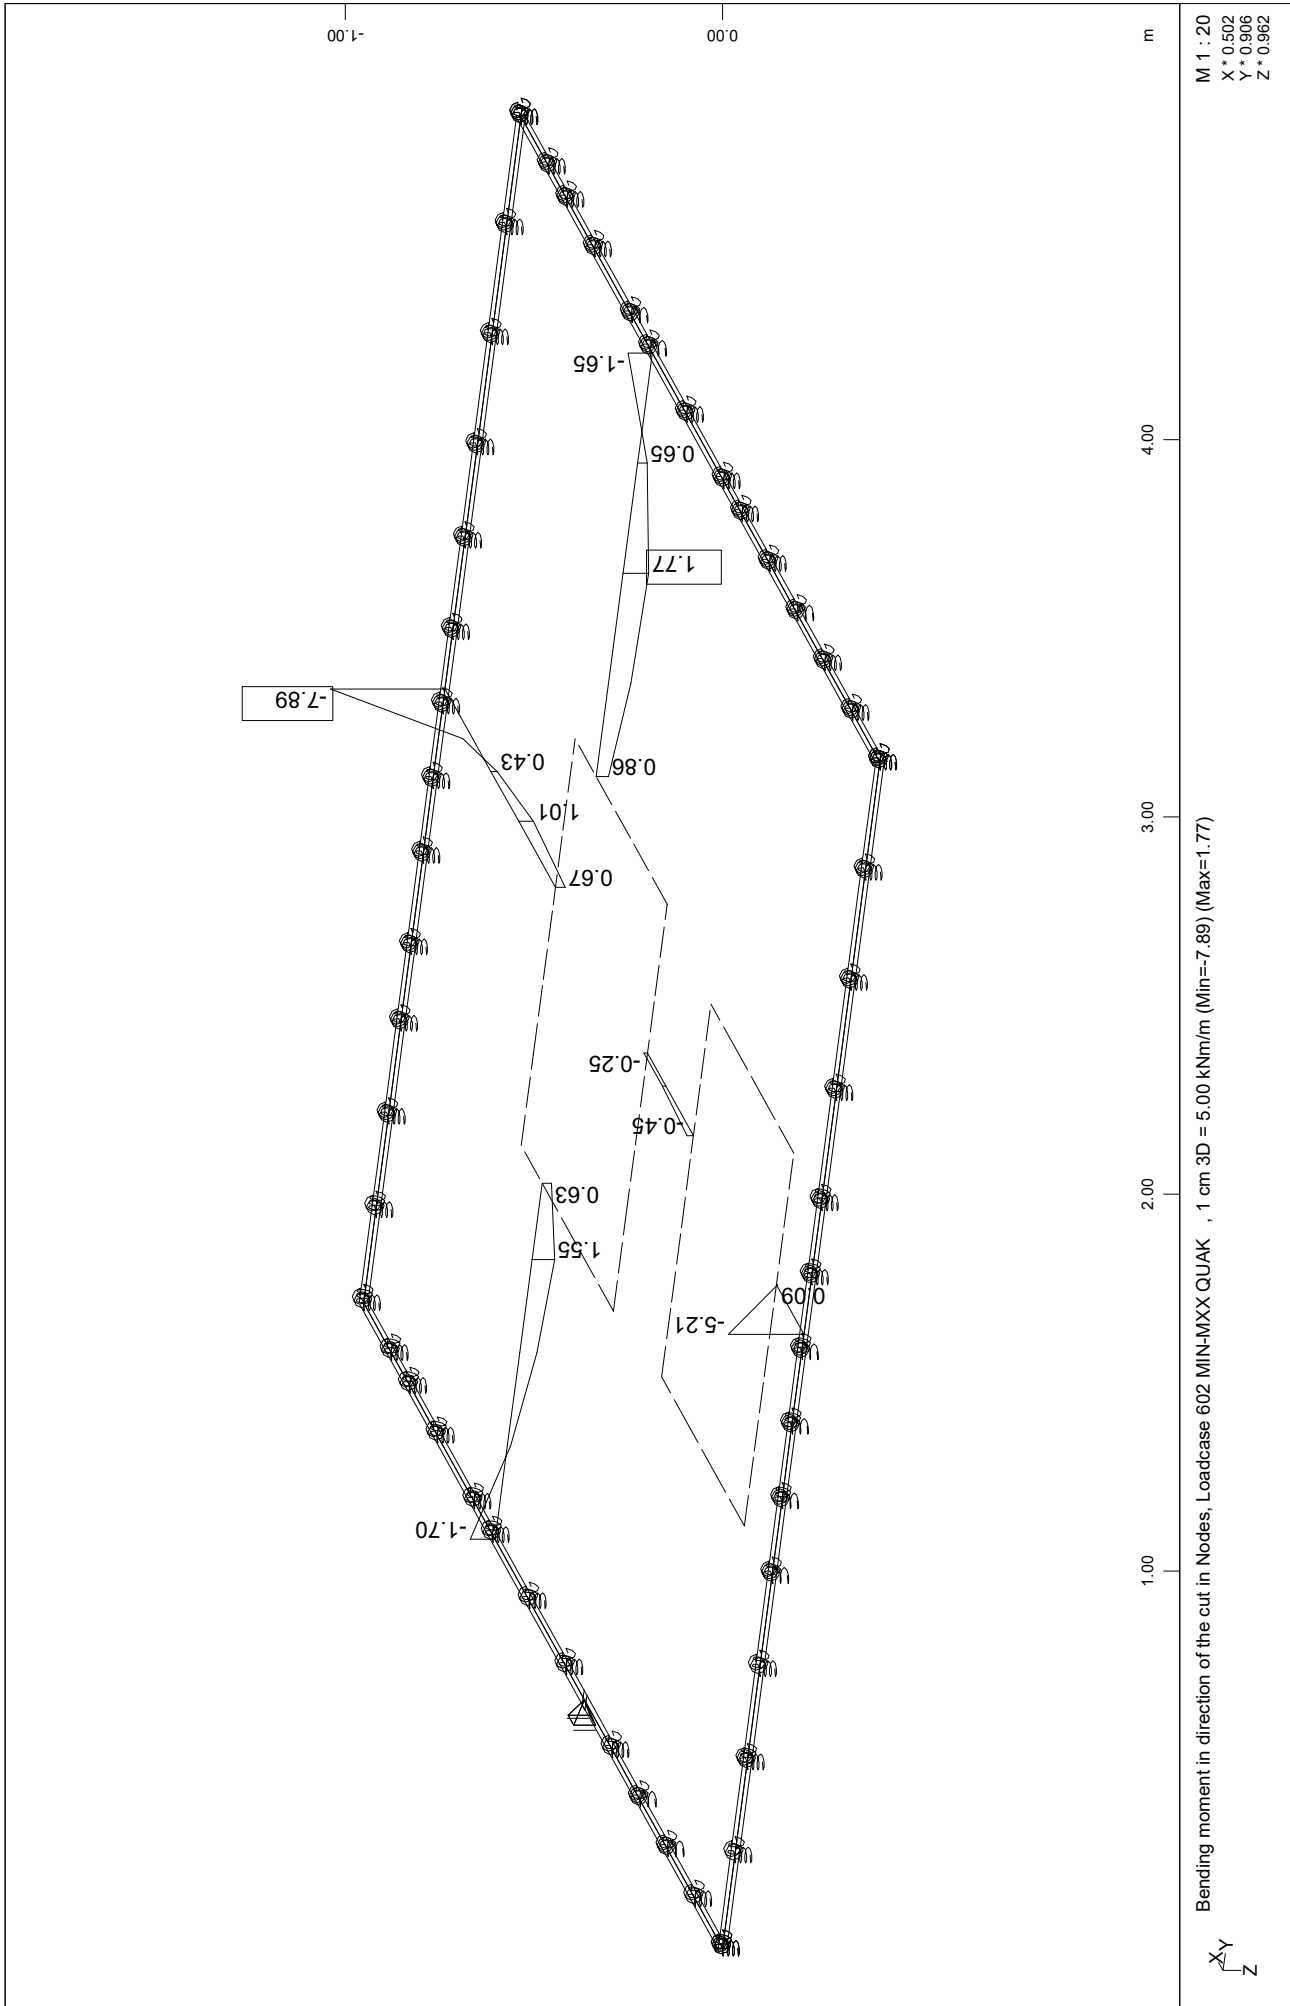 -1.00
0.00
m
M 1 : 20
X * 0.502
Y * 0.906
Z * 0.962
-1.65
4.00
0.65
1.77
-7.89
0.43
0.86
1.01
3.00
0.67
-0.25
-0.45
0.63
2.00
1.55
0.09
-5.21
-1.70
1.00
Bending moment in direction of the cut in Nodes, Loadcase 602 MIN-MXX QUAK , 1 cm 3D = 5.00 kNm/m (Min=-7.89) (Max=1.77)
X
Y
Z